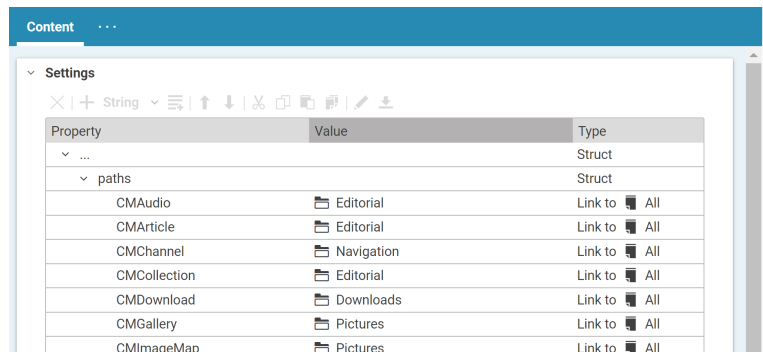 Content ...
Settings
String
Property Value Type
... Struct
paths Struct
CMAudio Editorial Link to All
CMArticle Editorial Link to All
CMChannel Navigation Link to All
CMCollection Editorial Link to All
CMDownload Downloads Link to All
CMGallery Pictures Link to All
CMImageMap Pictures Link to All